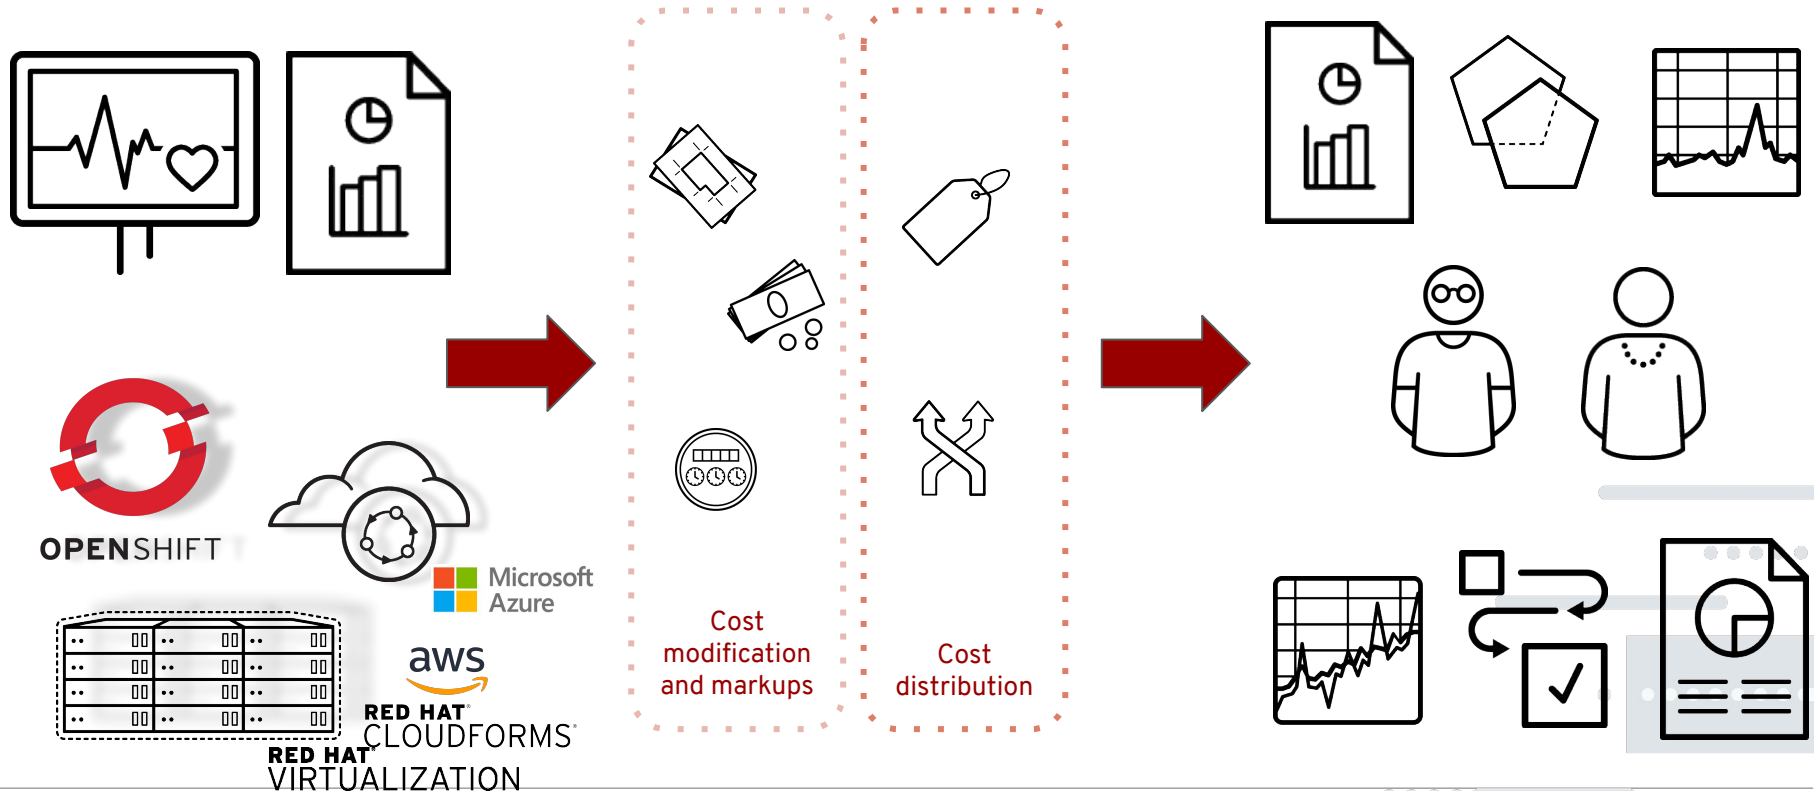 OPENSHIFT
Microsoft
Azure
aws
RED HAT®
CLOUDFORMS®
RED HAT®
VIRTUALIZATION
Cost
modification
and markups
Cost
distribution